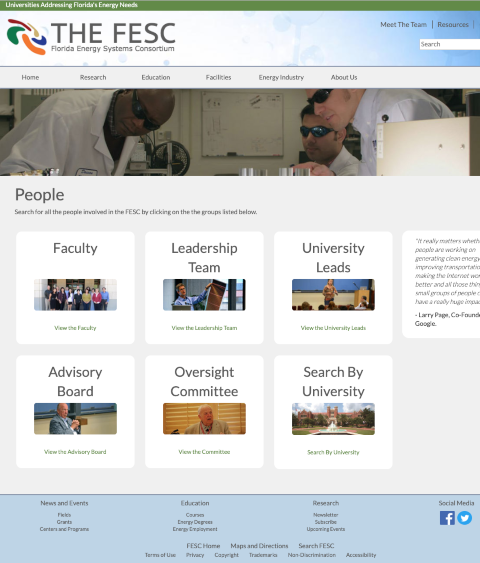 Universities Addressing Florida's Energy Needs
THE FESC
Florida Energy Systems Consortium
Meet The Team | Resources |
Search
Home Research Education Facilities Energy Industry About Us
People
Search for all the people involved in the FESC by clicking on the the groups listed below.
Faculty
View the Faculty
Leadership
Team
View the Leadership Team
University
Leads
View the University Leads
"It really matters wheth
people are working on
generating clean energy
improving transportatio
making the Internet wor
better and all those thin
small groups of people c
have a really huge impac
- Larry Page, Co-Founde
Google.
Advisory
Board
View the Advisory Board
Oversight
Committee
View the Committee
Search By
University
Search By University
News and Events Education Research Social Media
Fields Courses Newsletter
Grants Energy Degrees Subscribe
Centers and Programs Energy Employment Upcoming Events
FESC Home Maps and Directions Search FESC
Terms of Use Privacy Copyright Trademarks Non-Discrimination Accessibility